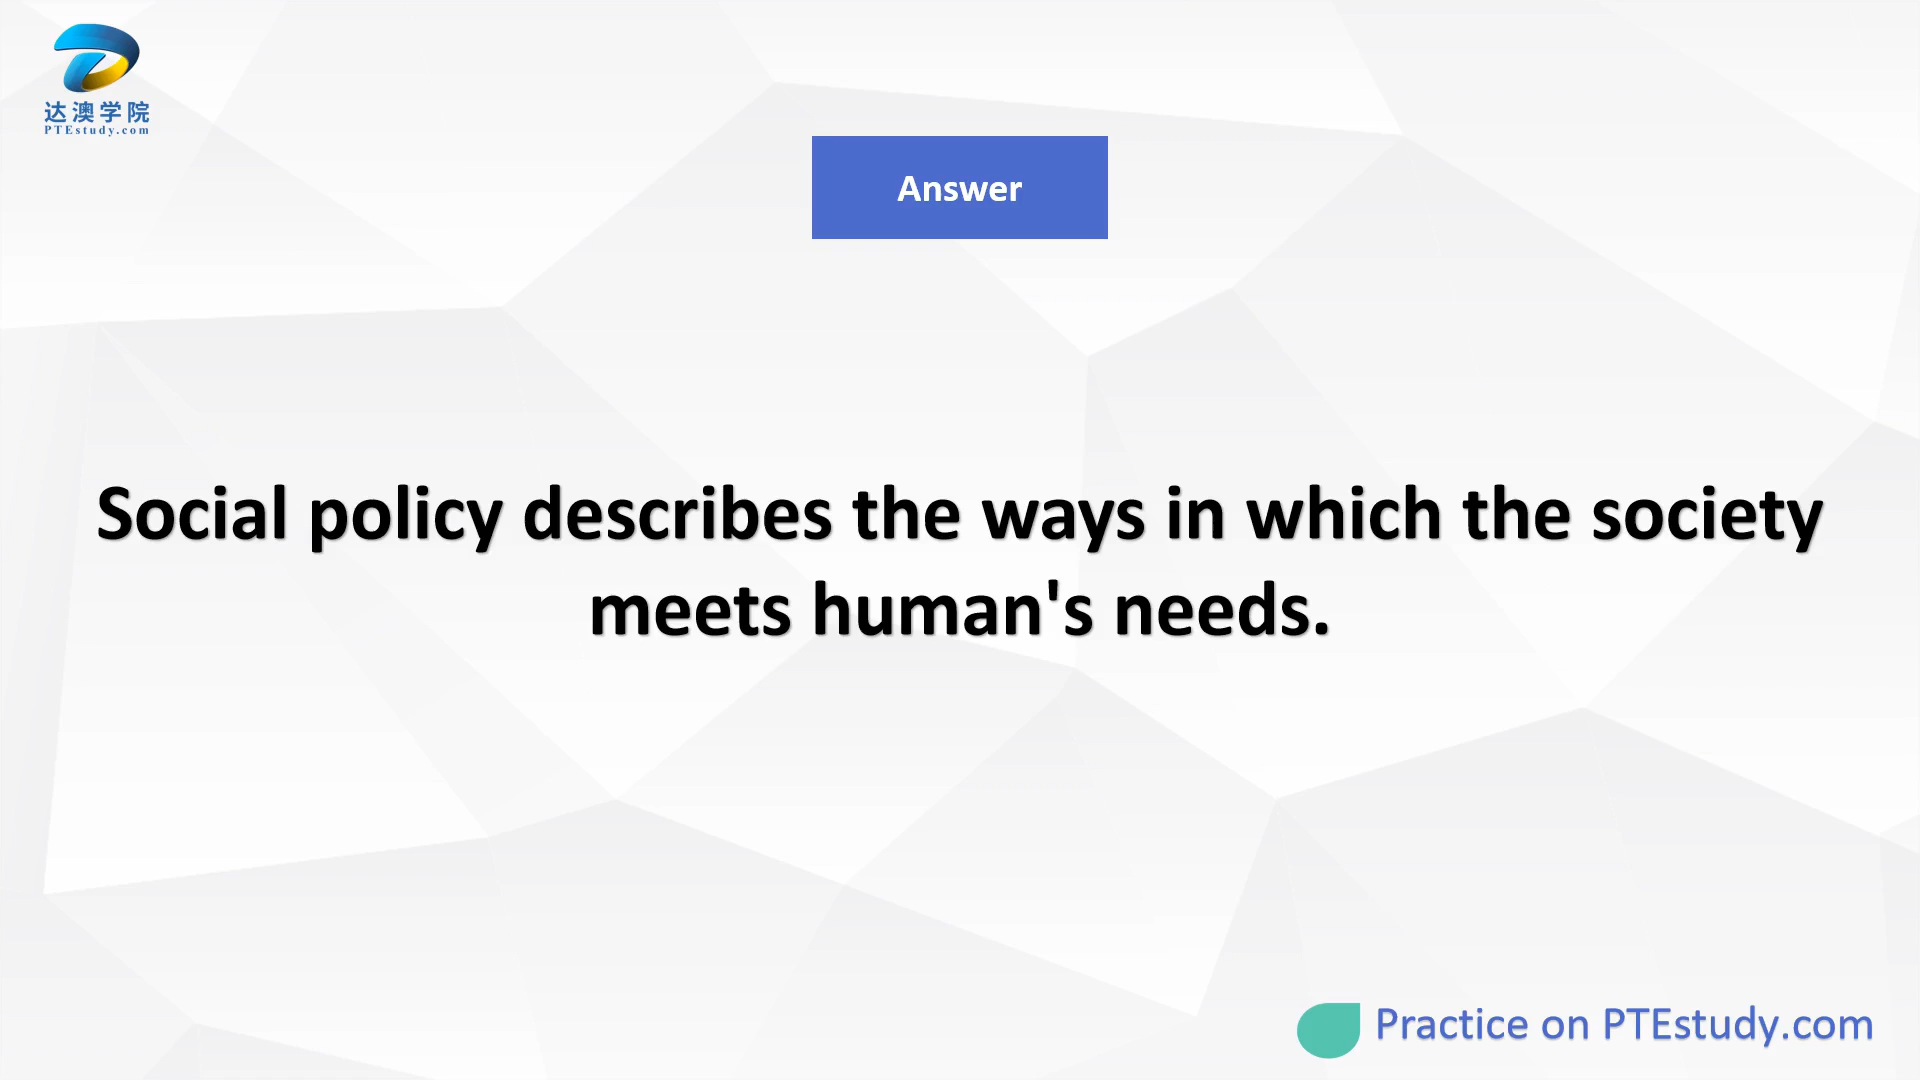 达澳学院
PTEstudy.com
Answer
Social policy describes the ways in which the society
meets human's needs.
Practice on PTEstudy.com